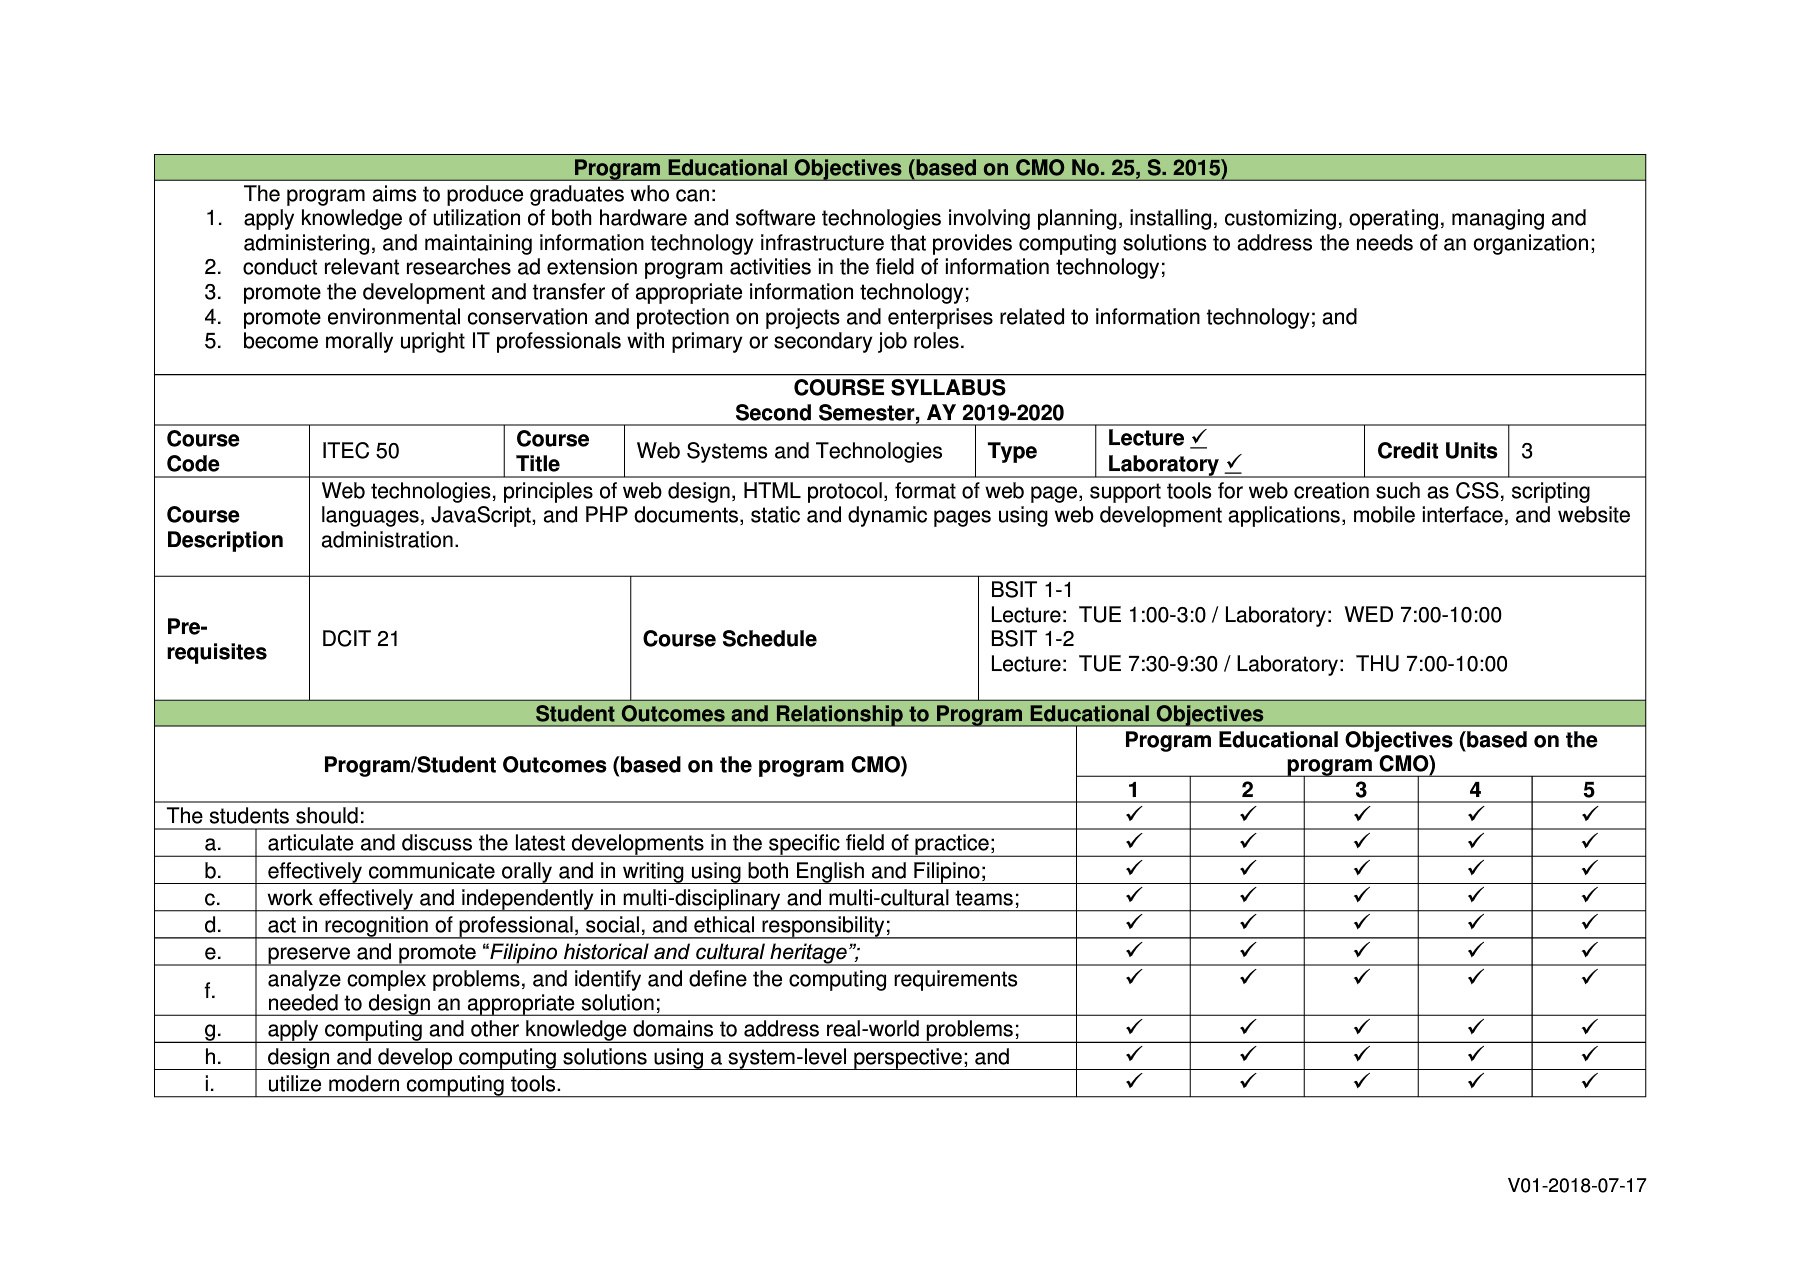 Program Educational Objectives (based on CMO No. 25, S. 2015)
The program aims to produce graduates who can:
1. apply knowledge of utilization of both hardware and software technologies involving planning, installing, customizing, operating, managing and
administering, and maintaining information technology infrastructure that provides computing solutions to address the needs of an organization;
2. conduct relevant researches ad extension program activities in the field of information technology;
3. promote the development and transfer of appropriate information technology;
4. promote environmental conservation and protection on projects and enterprises related to information technology; and
5. become morally upright IT professionals with primary or secondary job roles.
COURSE SYLLABUS
Second Semester, AY 2019-2020
Course
Code
ITEC 50
Course
Title
Web Systems and Technologies
Type
Lecture ✓
Laboratory ✓
Credit Units
3
Course
Description
Web technologies, principles of web design, HTML protocol, format of web page, support tools for web creation such as CSS, scripting
languages, JavaScript, and PHP documents, static and dynamic pages using web development applications, mobile interface, and website
administration.
Pre-
requisites
DCIT 21
Course Schedule
BSIT 1-1
Lecture: TUE 1:00-3:0 / Laboratory: WED 7:00-10:00
BSIT 1-2
Lecture: TUE 7:30-9:30 / Laboratory: THU 7:00-10:00
Student Outcomes and Relationship to Program Educational Objectives
Program/Student Outcomes (based on the program CMO)
Program Educational Objectives (based on the
program CMO)
1 2 3 4 5
The students should: ✓ ✓ ✓ ✓ ✓
a. articulate and discuss the latest developments in the specific field of practice; ✓ ✓ ✓ ✓ ✓
b. effectively communicate orally and in writing using both English and Filipino; ✓ ✓ ✓ ✓ ✓
c. work effectively and independently in multi-disciplinary and multi-cultural teams; ✓ ✓ ✓ ✓ ✓
d. act in recognition of professional, social, and ethical responsibility; ✓ ✓ ✓ ✓ ✓
e. preserve and promote “Filipino historical and cultural heritage”; ✓ ✓ ✓ ✓ ✓
f. analyze complex problems, and identify and define the computing requirements ✓ ✓ ✓ ✓ ✓
needed to design an appropriate solution;
g. apply computing and other knowledge domains to address real-world problems; ✓ ✓ ✓ ✓ ✓
h. design and develop computing solutions using a system-level perspective; and ✓ ✓ ✓ ✓ ✓
i. utilize modern computing tools. ✓ ✓ ✓ ✓ ✓
V01-2018-07-17